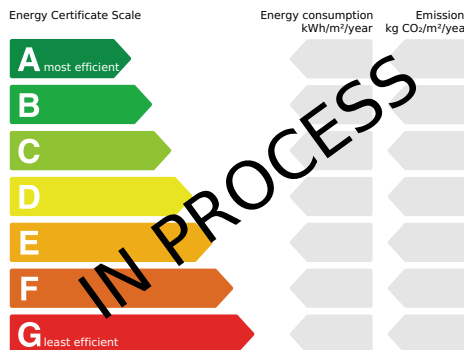 Energy Certificate Scale
Energy consumption
kWh/m²/year
Emission
kg CO₂/m²/year
A most efficient
B
C
D
E
F
G least efficient
IN PROCESS